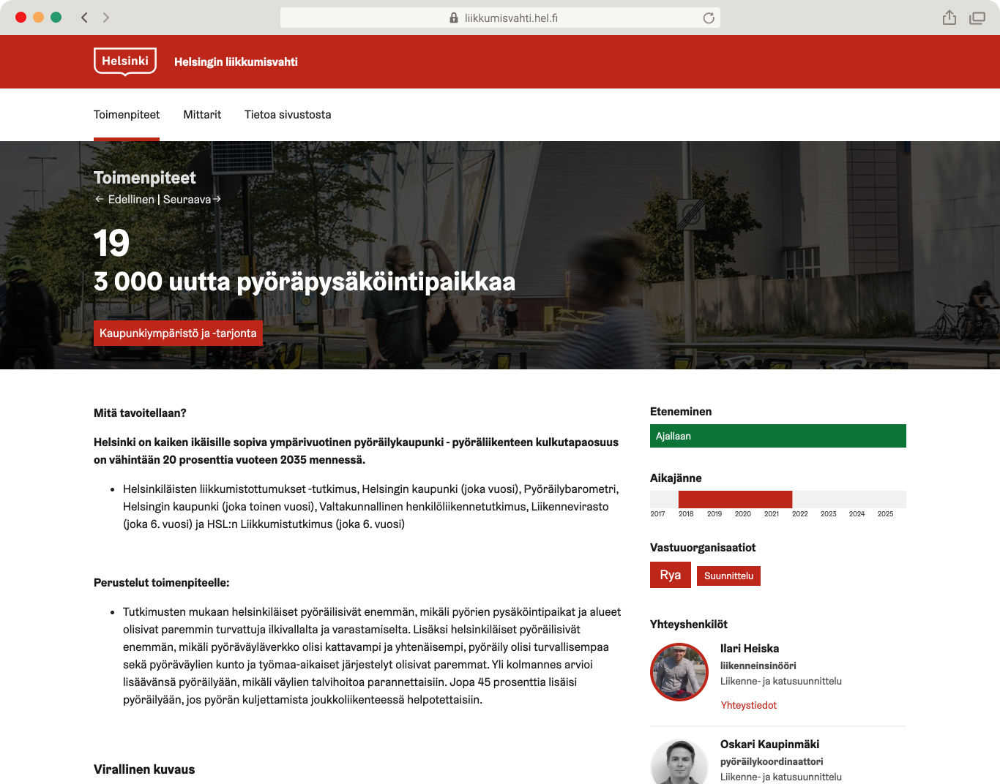 liikkumisvahti.hel.fi
Helsinki
Helsingin liikkumisvahti
Toimenpiteet
Mittarit
Tietoa sivustosta
Toimenpiteet
← Edellinen | Seuraava →
19
3 000 uutta pyöräpysäköintipaikkaa
Kaupunkiympäristö ja -tarjonta
Mitä tavoitellaan?
Helsinki on kaiken ikäisille sopiva ympärivuotinen pyöräilykaupunki - pyöräliikenteen kulkutapaosuus
on vähintään 20 prosenttia vuoteen 2035 mennessä.
• Helsinkiläisten liikkumistottumukset -tutkimus, Helsingin kaupunki (joka vuosi), Pyöräilybarometri,
Helsingin kaupunki (joka toinen vuosi), Valtakunnallinen henkilöliikennetutkimus, Liikennevirasto
(joka 6. vuosi) ja HSL:n Liikkumistutkimus (joka 6. vuosi)
Perustelut toimenpiteelle:
• Tutkimusten mukaan helsinkiläiset pyöräilisivät enemmän, mikäli pyörien pysäköintipaikat ja alueet
olisivat paremmin turvattuja ilkivallalta ja varastamiselta. Lisäksi helsinkiläiset pyöräilisivät
enemmän, mikäli pyöräväyläverkko olisi kattavampi ja yhtenäisempi, pyöräily olisi turvallisempaa
sekä pyöräväylien kunto ja työmaa-aikaiset järjestelyt olisivat paremmat. Yli kolmannes arvioi
lisäävänsä pyöräilyään, mikäli väylien talvihoitoa parannettaisiin. Jopa 45 prosenttia lisäisi
pyöräilyään, jos pyörän kuljettamista joukkoliikenteessä helpotettaisiin.
Virallinen kuvaus
Eteneminen
Ajallaan
Aikajänne
2017 2018 2019 2020 2021 2022 2023 2024 2025
Vastuuorganisaatiot
Rya
Suunnittelu
Yhteyshenkilöt
Ilari Heiska
liikenneinsinööri
Liikenne- ja katusuunnittelu
Yhteystiedot
Oskari Kaupinmäki
pyöräilykoordinaattori
Liikenne- ja katusuunnittelu